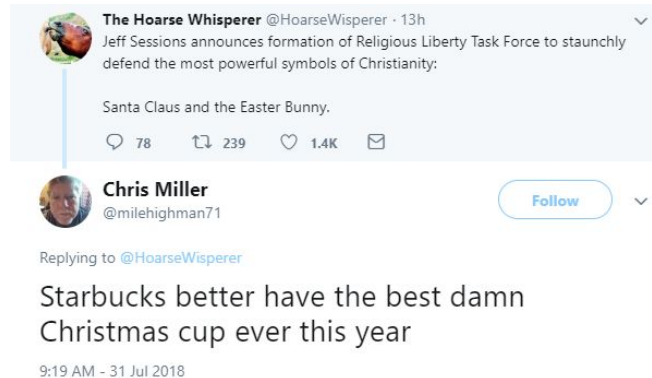 The Hoarse Whisperer @HoarseWisperer · 13h
Jeff Sessions announces formation of Religious Liberty Task Force to staunchly
defend the most powerful symbols of Christianity:
Santa Claus and the Easter Bunny.
78 239 1.4K
Chris Miller
@milehighman71
Follow
Replying to @HoarseWisperer
Starbucks better have the best damn
Christmas cup ever this year
9:19 AM - 31 Jul 2018